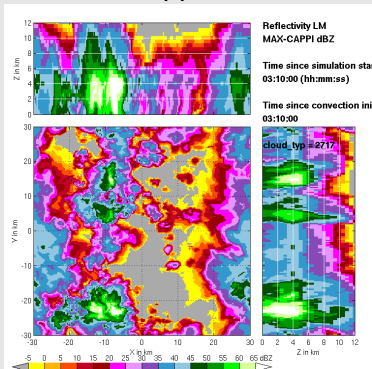 Reflectivity LM
MAX-CAPPI dBZ
Time since simulation star
03:10:00 (hh:mm:ss)
Time since convection ini
03:10:00
cloud_typ = 2717
Z in km
12
10
8
6
4
2
0
Y in km
30
20
10
0
-10
-20
-30
-30 -20 -10 0 10 20 30
X in km
0 2 4 6 8 10 12
Z in km
-5 0 5 10 15 20 25 30 35 40 45 50 55 60 65 dBZ